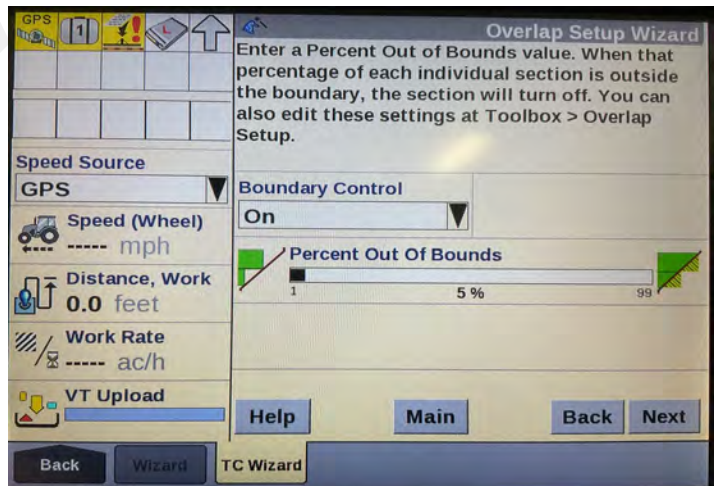 GPS
1
L
Overlap Setup Wizard
Enter a Percent Out of Bounds value. When that
percentage of each individual section is outside
the boundary, the section will turn off. You can
also edit these settings at Toolbox > Overlap
Setup.
Speed Source
GPS
Speed (Wheel)
----- mph
Distance, Work
0.0 feet
Work Rate
----- ac/h
VT Upload
Boundary Control
On
Percent Out Of Bounds
1
5 %
99
Help
Main
Back
Next
Back
Wizard
TC Wizard